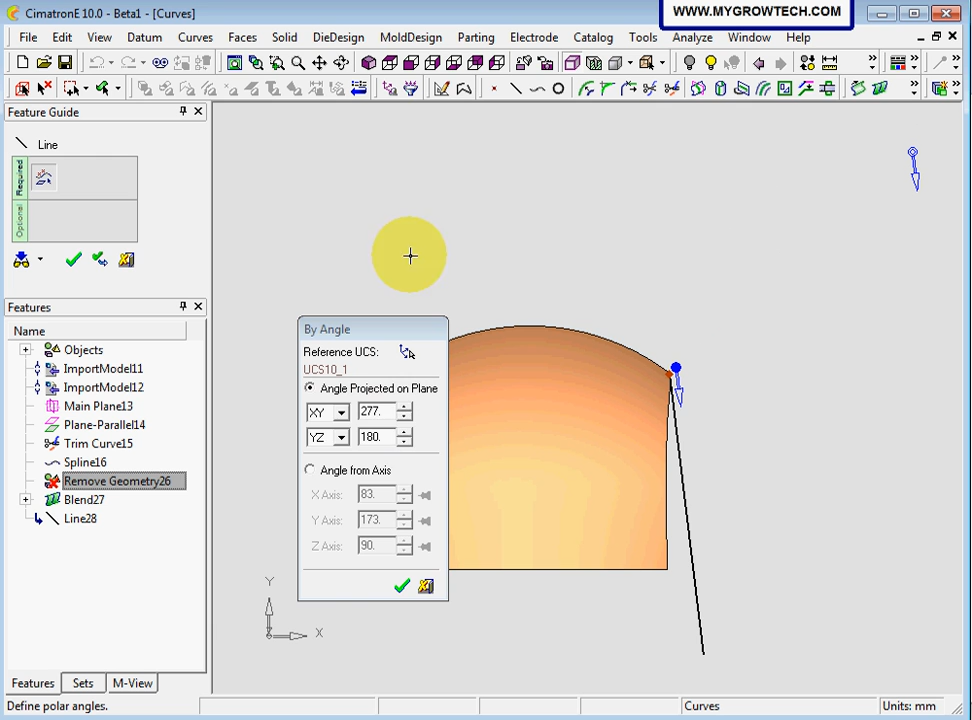 CimatronE 10.0 - Beta1 - [Curves]
WWW.MYGROWTECH.COM
File Edit View Datum Curves Faces Solid DieDesign MoldDesign Parting Electrode Catalog Tools Analyze Window Help
Feature Guide
Line
Required
Optional
Features
Name
Objects
ImportModel11
ImportModel12
Main Plane13
Plane-Parallel14
Trim Curve15
Spline16
Remove Geometry26
Blend27
Line28
By Angle
Reference UCS:
UCS10_1
Angle Projected on Plane
XY 277.
YZ 180.
Angle from Axis
X Axis: 83.
Y Axis: 173.
Z Axis: 90.
Y
X
Features Sets M-View
Define polar angles.
Curves
Units: mm